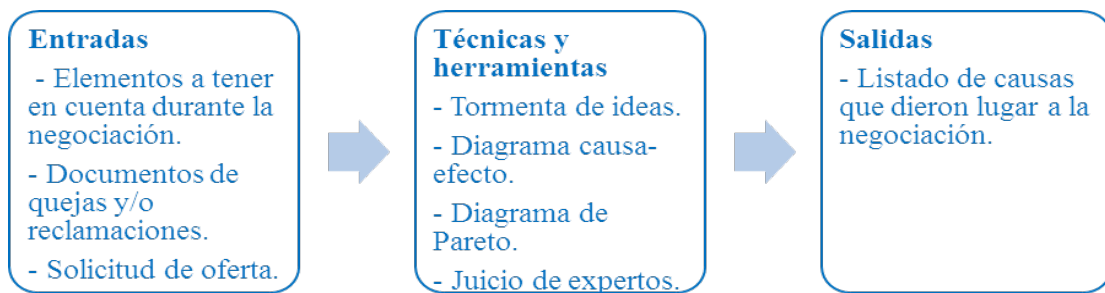 Entradas
- Elementos a tener
en cuenta durante la
negociación.
- Documentos de
quejas y/o
reclamaciones.
- Solicitud de oferta.
Técnicas y
herramientas
- Tormenta de ideas.
- Diagrama causa-
efecto.
- Diagrama de
Pareto.
- Juicio de expertos.
Salidas
- Listado de causas
que dieron lugar a la
negociación.